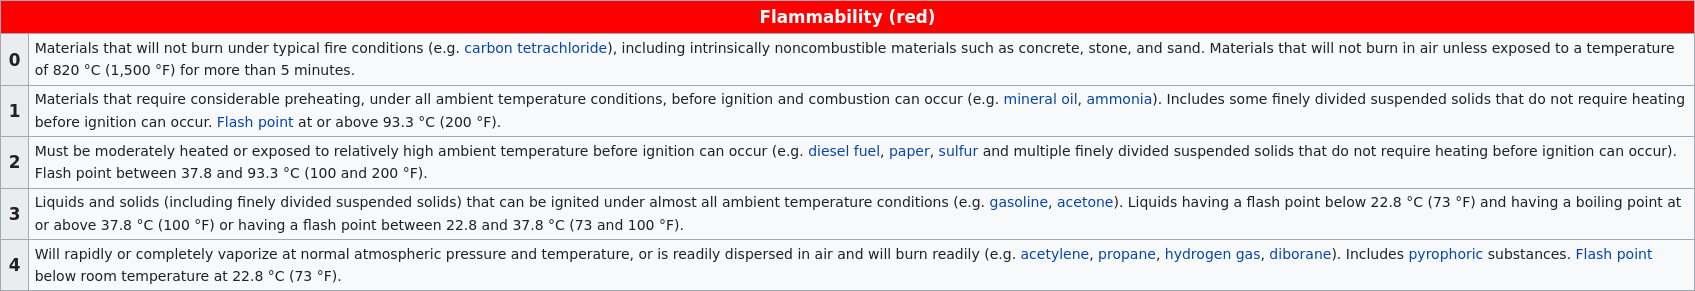 Flammability (red)
0
Materials that will not burn under typical fire conditions (e.g. carbon tetrachloride), including intrinsically noncombustible materials such as concrete, stone, and sand. Materials that will not burn in air unless exposed to a temperature
of 820 °C (1,500 °F) for more than 5 minutes.
1
Materials that require considerable preheating, under all ambient temperature conditions, before ignition and combustion can occur (e.g. mineral oil, ammonia). Includes some finely divided suspended solids that do not require heating
before ignition can occur. Flash point at or above 93.3 °C (200 °F).
2
Must be moderately heated or exposed to relatively high ambient temperature before ignition can occur (e.g. diesel fuel, paper, sulfur and multiple finely divided suspended solids that do not require heating before ignition can occur).
Flash point between 37.8 and 93.3 °C (100 and 200 °F).
3
Liquids and solids (including finely divided suspended solids) that can be ignited under almost all ambient temperature conditions (e.g. gasoline, acetone). Liquids having a flash point below 22.8 °C (73 °F) and having a boiling point at
or above 37.8 °C (100 °F) or having a flash point between 22.8 and 37.8 °C (73 and 100 °F).
4
Will rapidly or completely vaporize at normal atmospheric pressure and temperature, or is readily dispersed in air and will burn readily (e.g. acetylene, propane, hydrogen gas, diborane). Includes pyrophoric substances. Flash point
below room temperature at 22.8 °C (73 °F).